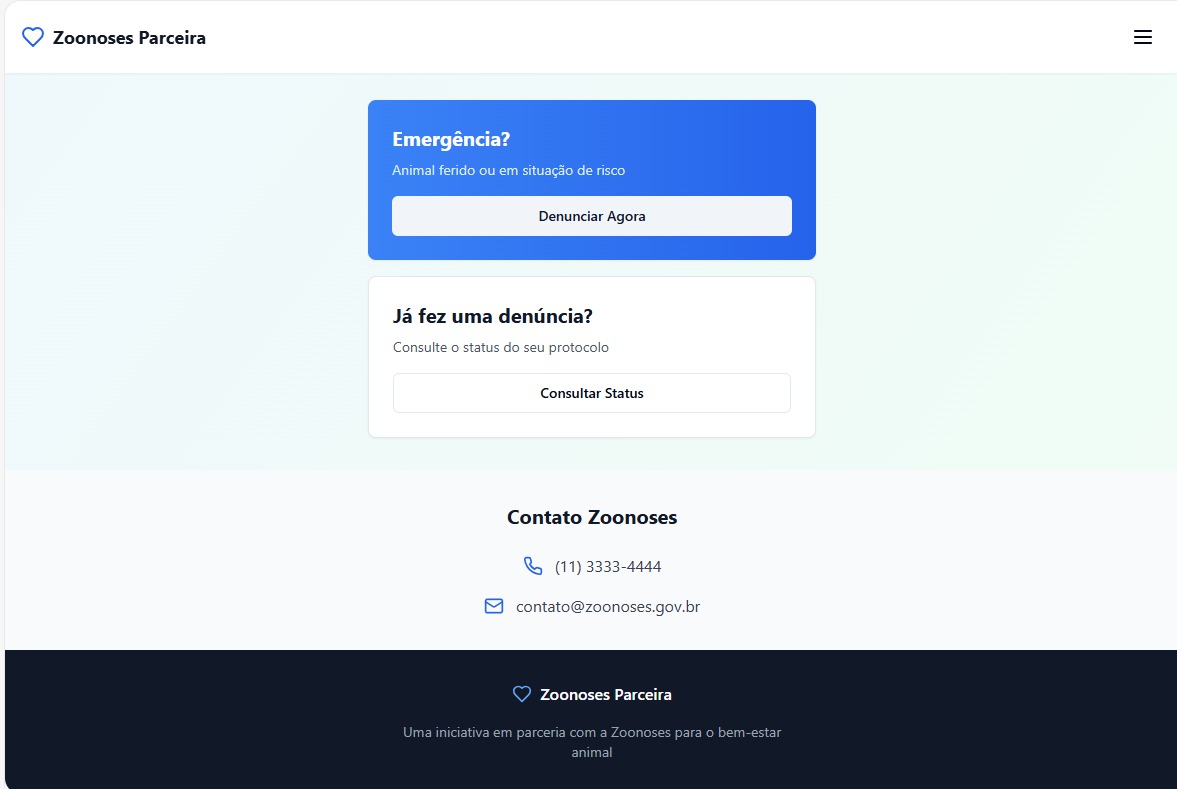 Zoonoses Parceira
Emergência?
Animal ferido ou em situação de risco
Denunciar Agora
Já fez uma denúncia?
Consulte o status do seu protocolo
Consultar Status
Contato Zoonoses
(11) 3333-4444
contato@zoonoses.gov.br
Zoonoses Parceira
Uma iniciativa em parceria com a Zoonoses para o bem-estar
animal